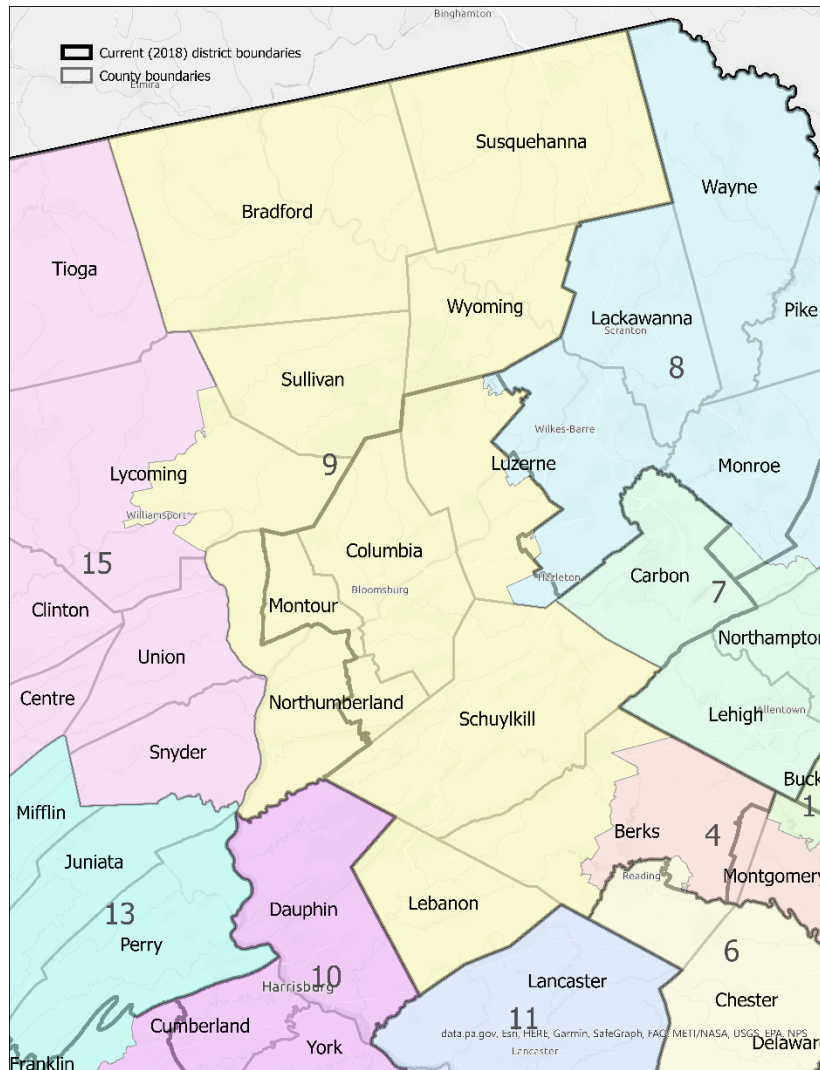 Binghamton
Current (2018) district boundaries
County boundaries
Elmira
Susquehanna
Wayne
Bradford
Tioga
Wyoming
Lackawanna
Pike
Scranton
8
Sullivan
Wilkes-Barre
9
Luzerne
Monroe
Lycoming
Williamsport
Columbia
15
Hazleton
Carbon
Bloomsburg
7
Montour
Clinton
Northampton
Union
Centre
Northumberland
Lehigh
Allentown
Schuylkill
Snyder
Buck
1
Mifflin
Berks
4
Juniata
Reading
Montgomery
Lebanon
Dauphin
13
Perry
6
10
Lancaster
Harrisburg
Chester
11
Cumberland
data.pa.gov, Esri, HERE, Garmin, SafeGraph, FAO, METI/NASA, USGS, EPA, NPS
York
Delaware
Lancaster
Franklin